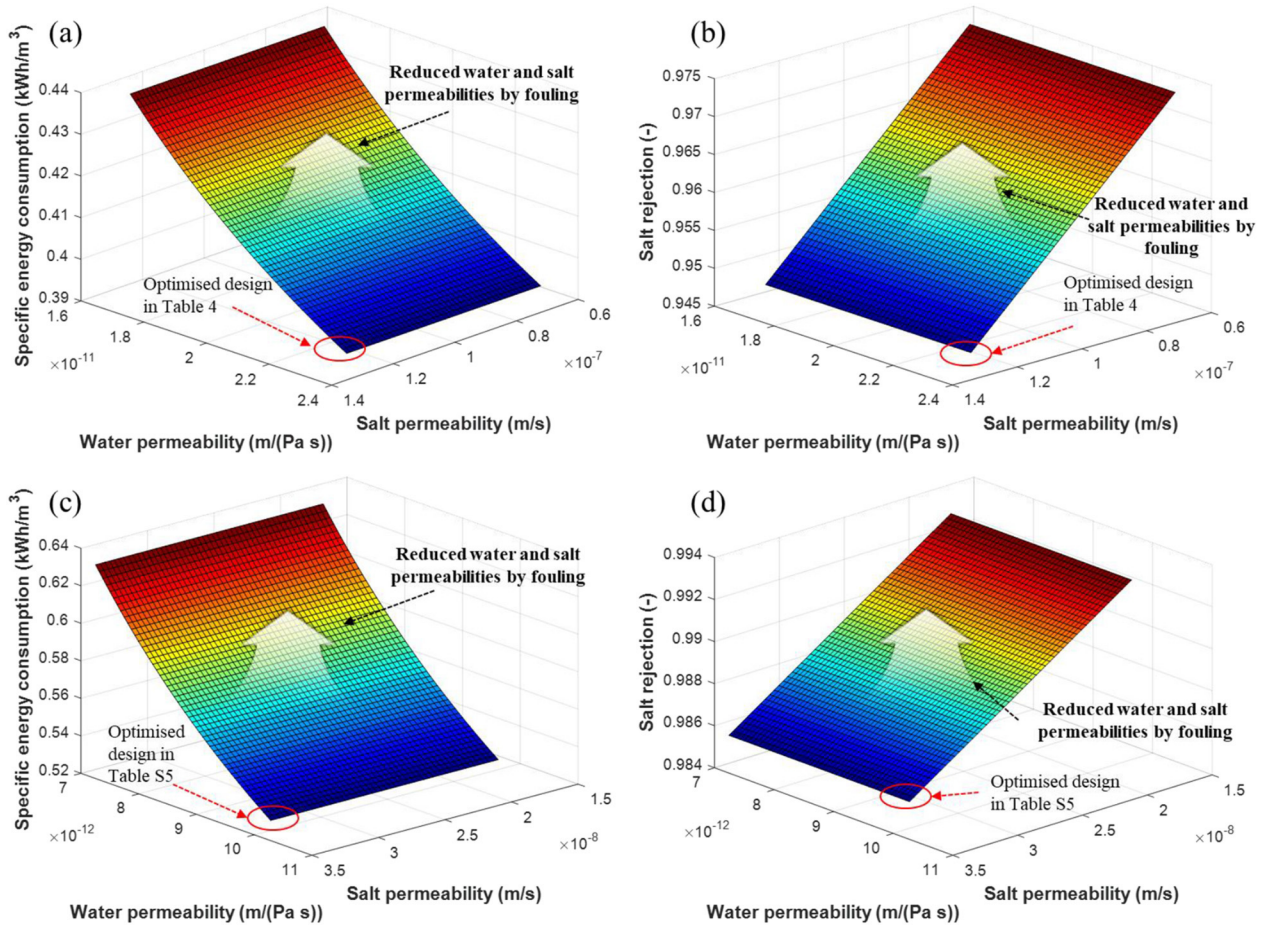 (a)
Specific energy consumption (kWh/m³)
0.44
0.43
0.42
0.41
0.4
0.39
Reduced water and salt
permeabilities by fouling
Optimised design
in Table 4
1.6
1.8
2
2.2
2.4
×10⁻¹¹
Water permeability (m/(Pa s))
1.4
1.2
1
0.8
0.6
×10⁻⁷
Salt permeability (m/s)
(b)
Salt rejection (-)
0.975
0.97
0.965
0.96
0.955
0.95
0.945
Reduced water and
salt permeabilities by
fouling
Optimised design
in Table 4
1.6
1.8
2
2.2
2.4
×10⁻¹¹
Water permeability (m/(Pa s))
1.4
1.2
1
0.8
0.6
×10⁻⁷
Salt permeability (m/s)
(c)
Specific energy consumption (kWh/m³)
0.64
0.62
0.6
0.58
0.56
0.54
0.52
Reduced water and salt
permeabilities by fouling
Optimised
design in
Table S5
7
8
9
10
11
×10⁻¹²
Water permeability (m/(Pa s))
3.5
3
2.5
2
1.5
×10⁻⁸
Salt permeability (m/s)
(d)
Salt rejection (-)
0.994
0.992
0.99
0.988
0.986
0.984
Reduced water and salt
permeabilities by fouling
Optimised design
in Table S5
7
8
9
10
11
×10⁻¹²
Water permeability (m/(Pa s))
3.5
3
2.5
2
1.5
×10⁻⁸
Salt permeability (m/s)